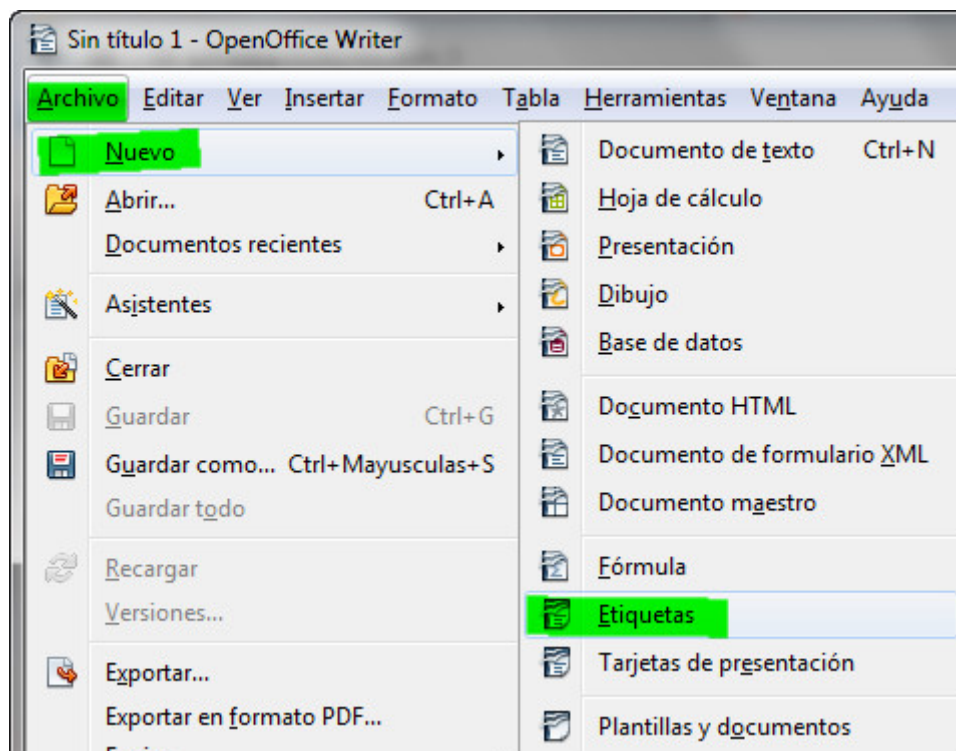 Sin título 1 - OpenOffice Writer
Archivo Editar Ver Insertar Formato Tabla Herramientas Ventana Ayuda
Nuevo
Abrir... Ctrl+A
Documentos recientes
Asistentes
Cerrar
Guardar Ctrl+G
Guardar como... Ctrl+Mayusculas+S
Guardar todo
Recargar
Versiones...
Exportar...
Exportar en formato PDF...
Documento de texto Ctrl+N
Hoja de cálculo
Presentación
Dibujo
Base de datos
Documento HTML
Documento de formulario XML
Documento maestro
Fórmula
Etiquetas
Tarjetas de presentación
Plantillas y documentos